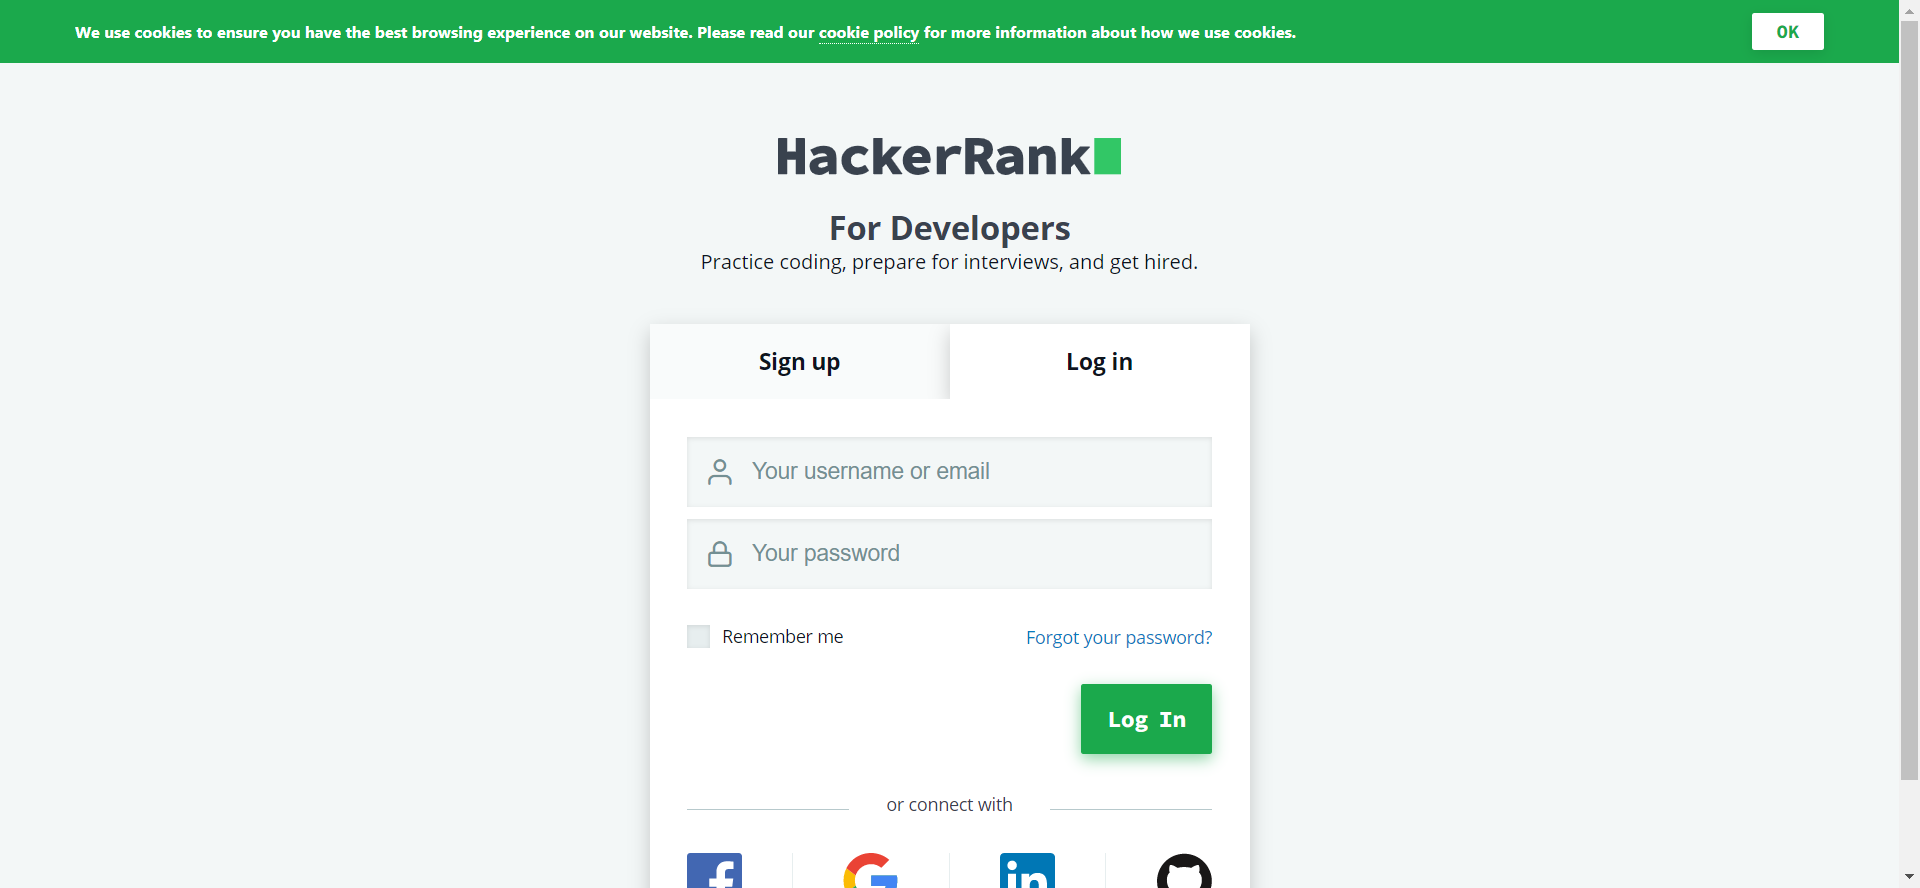 We use cookies to ensure you have the best browsing experience on our website. Please read our cookie policy for more information about how we use cookies.
OK
HackerRank
For Developers
Practice coding, prepare for interviews, and get hired.
Sign up
Log in
Your username or email
Your password
Remember me
Forgot your password?
Log In
or connect with
f
G
in